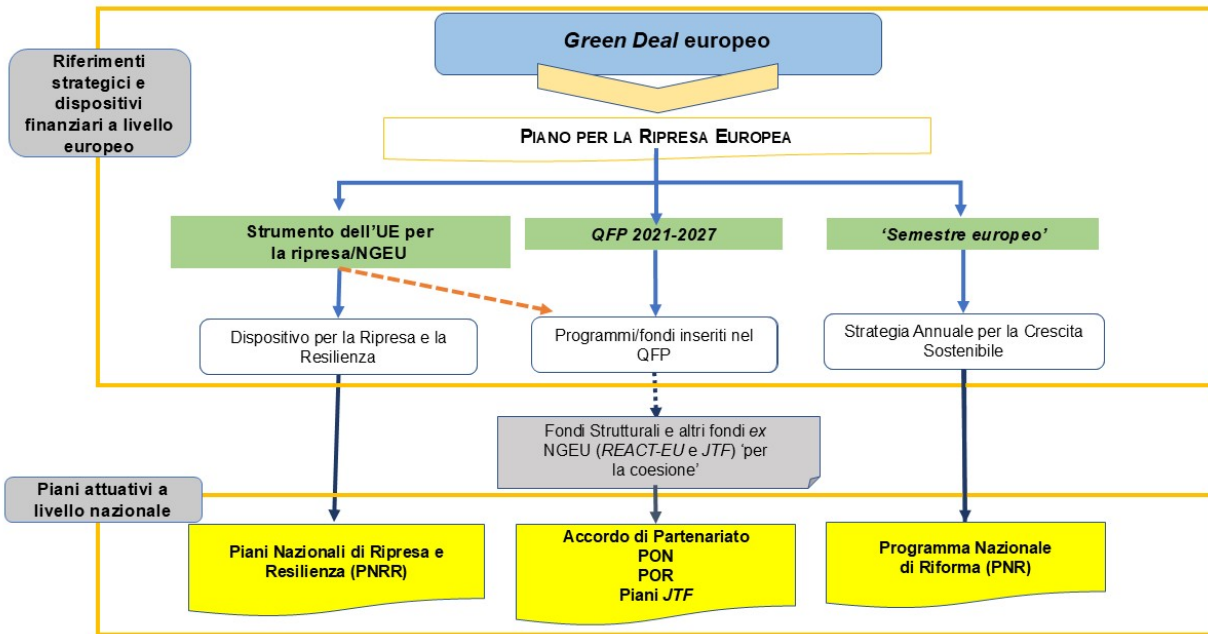 Green Deal europeo
Riferimenti
strategici e
dispositivi
finanziari a livello
europeo
PIANO PER LA RIPRESA EUROPEA
Strumento dell'UE per
la ripresa/NGEU
QFP 2021-2027
'Semestre europeo'
Dispositivo per la Ripresa e la
Resilienza
Programmi/fondi inseriti nel
QFP
Strategia Annuale per la Crescita
Sostenibile
Fondi Strutturali e altri fondi ex
NGEU (REACT-EU e JTF) 'per
la coesione'
Piani attuativi a
livello nazionale
Piani Nazionali di Ripresa e
Resilienza (PNRR)
Accordo di Partenariato
PON
POR
Piani JTF
Programma Nazionale
di Riforma (PNR)